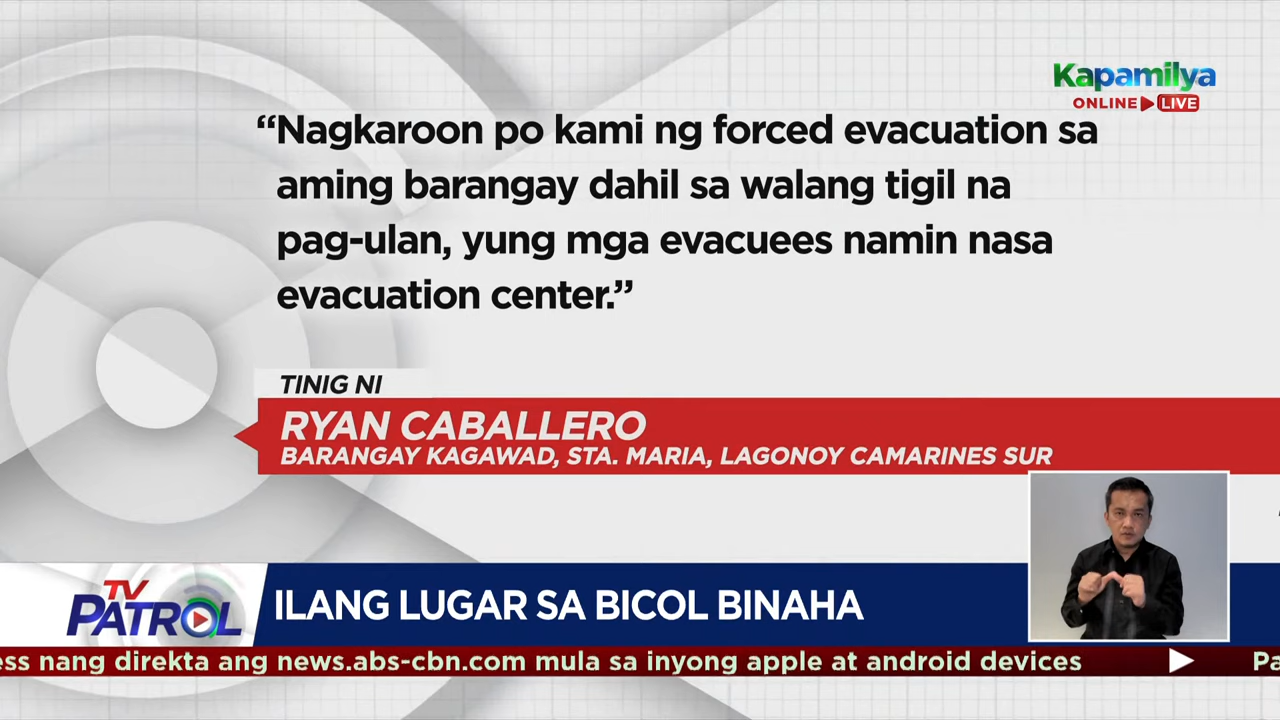 Kapamilya
ONLINE LIVE
“Nagkaroon po kami ng forced evacuation sa
aming barangay dahil sa walang tigil na
pag-ulan, yung mga evacuees namin nasa
evacuation center.”
TINIG NI
RYAN CABALLERO
BARANGAY KAGAWAD, STA. MARIA, LAGONOY CAMARINES SUR
TV
PATROL
ILANG LUGAR SA BICOL BINAHA
ess nang direkta ang news.abs-cbn.com mula sa inyong apple at android devices
Pa